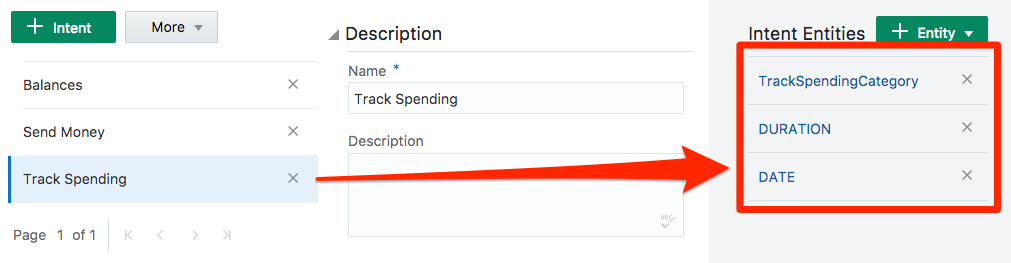 + Intent
More
Balances
Send Money
Track Spending
Page 1 of 1
Description
Name *
Track Spending
Description
ABC
Intent Entities
+ Entity
TrackSpendingCategory
DURATION
DATE